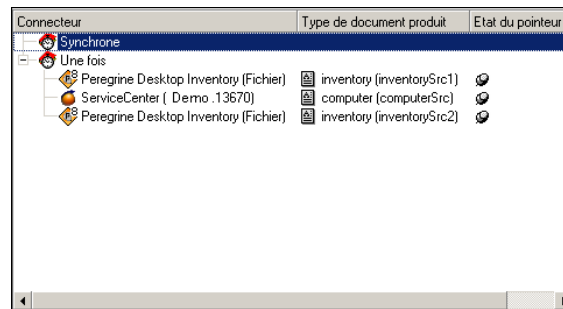 Connecteur Type de document produit Etat du pointeur
Synchrone
Une fois
Peregrine Desktop Inventory (Fichier) inventory (inventorySrc1)
ServiceCenter ( Demo .13670) computer (computerSrc)
Peregrine Desktop Inventory (Fichier) inventory (inventorySrc2)